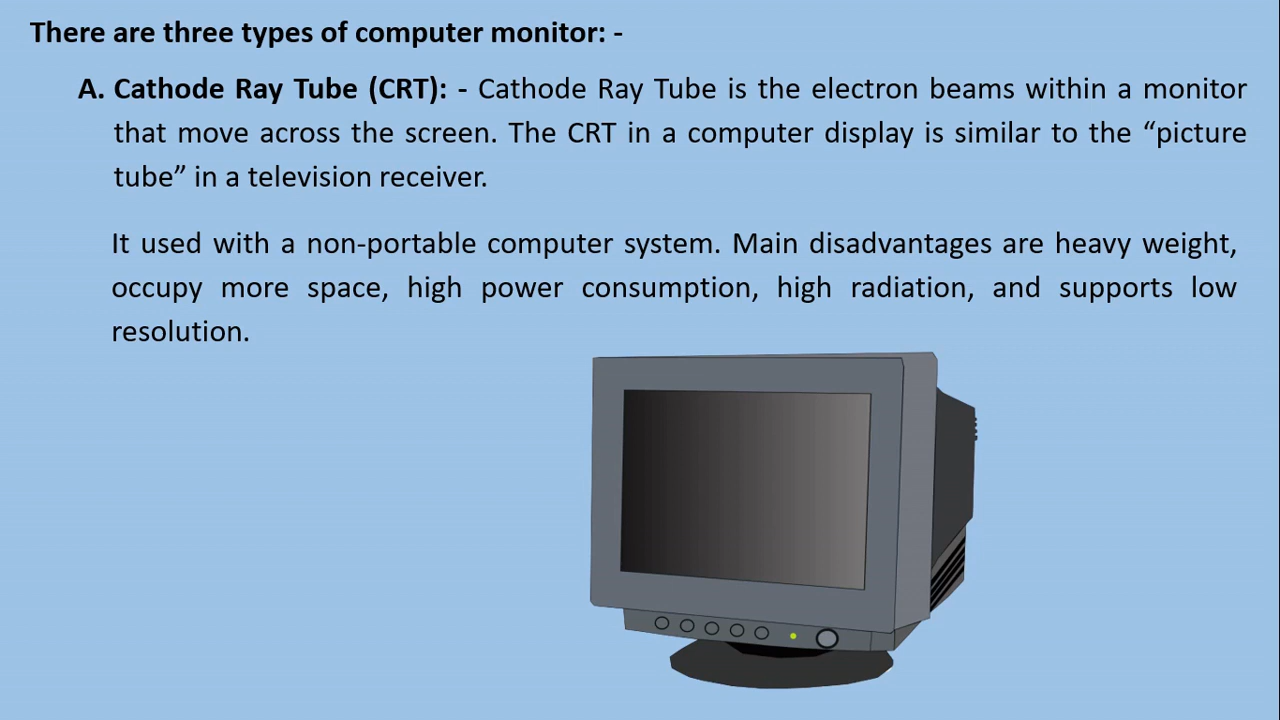 There are three types of computer monitor: -
A. Cathode Ray Tube (CRT): - Cathode Ray Tube is the electron beams within a monitor
that move across the screen. The CRT in a computer display is similar to the “picture
tube” in a television receiver.
It used with a non-portable computer system. Main disadvantages are heavy weight,
occupy more space, high power consumption, high radiation, and supports low
resolution.